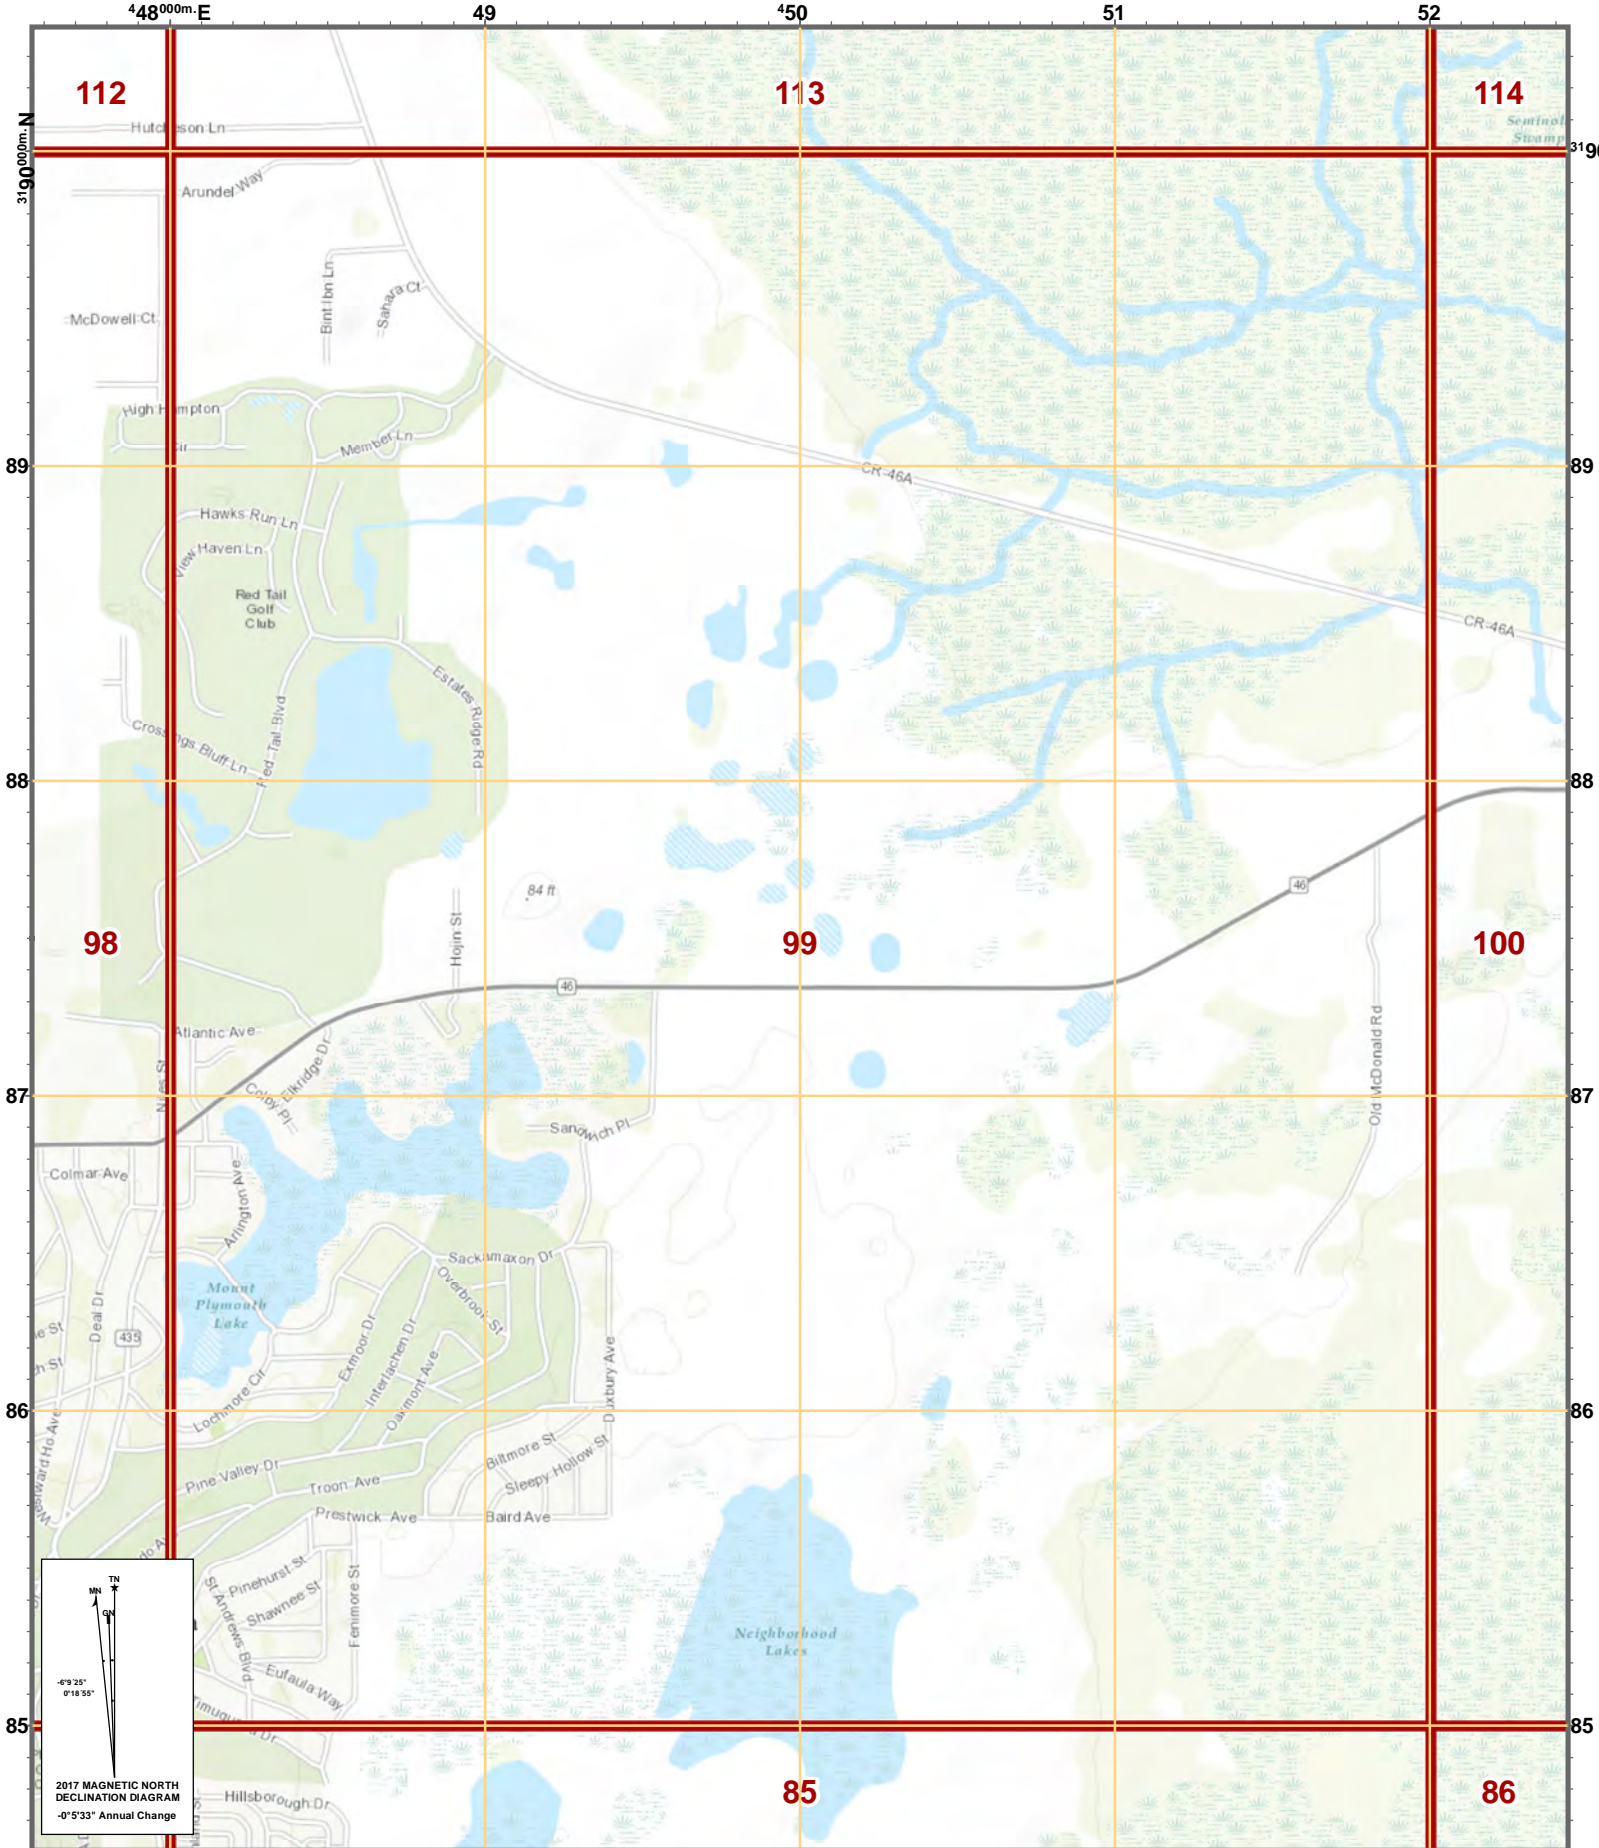 448000m. E
49
450
51
52
112
113
114
3190000m. N
Hutcheson Ln
Seminol
Swamp
Arundel Way
Bint Ibn Ln
Sahara Ct
McDowell Ct
High Hampton
Cir
Member Ln
89
89
CR-46A
Hawks Run Ln
View Haven Ln
Red Tail
Golf
Club
CR-46A
Estates Ridge Rd
Red Tail Blvd
Crossings Bluff Ln
88
88
84 ft
46
Hojin St
98
99
100
46
Old McDonald Rd
Atlantic Ave
Niles St
Elkridge Dr
Colby Pl
87
87
Sandwich Pl
Colmar Ave
Arlington Ave
Sackamaxon Dr
Overbrook St
Mount
Plymouth
Lake
Deal Dr
435
Exmoor Dr
Interlachen Dr
Oakmont Ave
Duxbury Ave
Lochmore Cir
86
86
Westward Ho Ave
Biltmore St
Sleepy Hollow St
Pine Valley Dr
Troon Ave
Prestwick Ave
Baird Ave
Pinehurst St
Shawnee St
St Andrews Blvd
Fenimore St
Neighborhood
Lakes
Eufaula Way
85
85
TN
MN
GN
-6°9'25"
0°18'55"
2017 MAGNETIC NORTH
DECLINATION DIAGRAM
-0°5'33" Annual Change
Hillsborough Dr
85
86